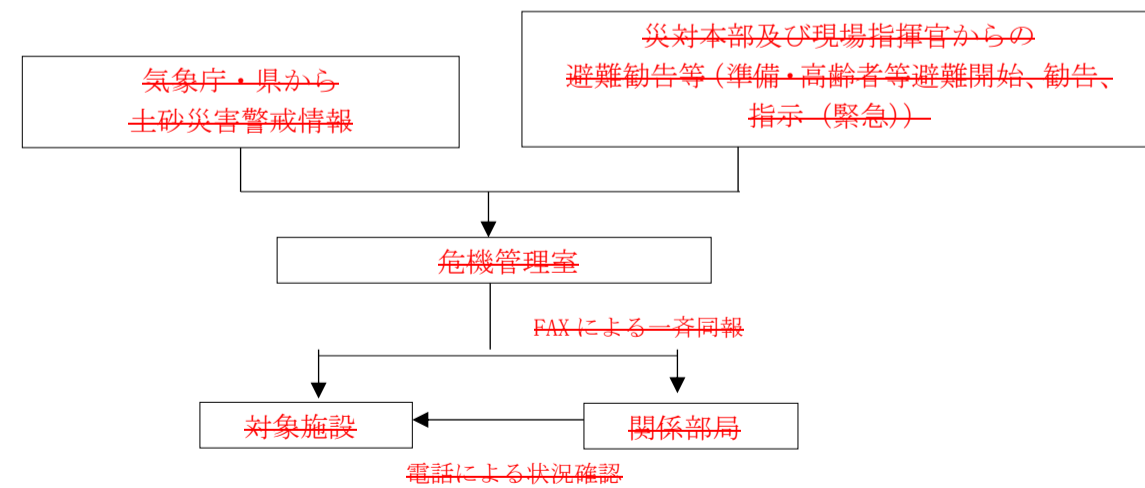 気象庁・県から
土砂災害警戒情報
災対本部及び現場指揮官からの
避難勧告等（準備・高齢者等避難開始、勧告、
指示（緊急））
危機管理室
FAXによる一斉同報
対象施設
関係部局
電話による状況確認